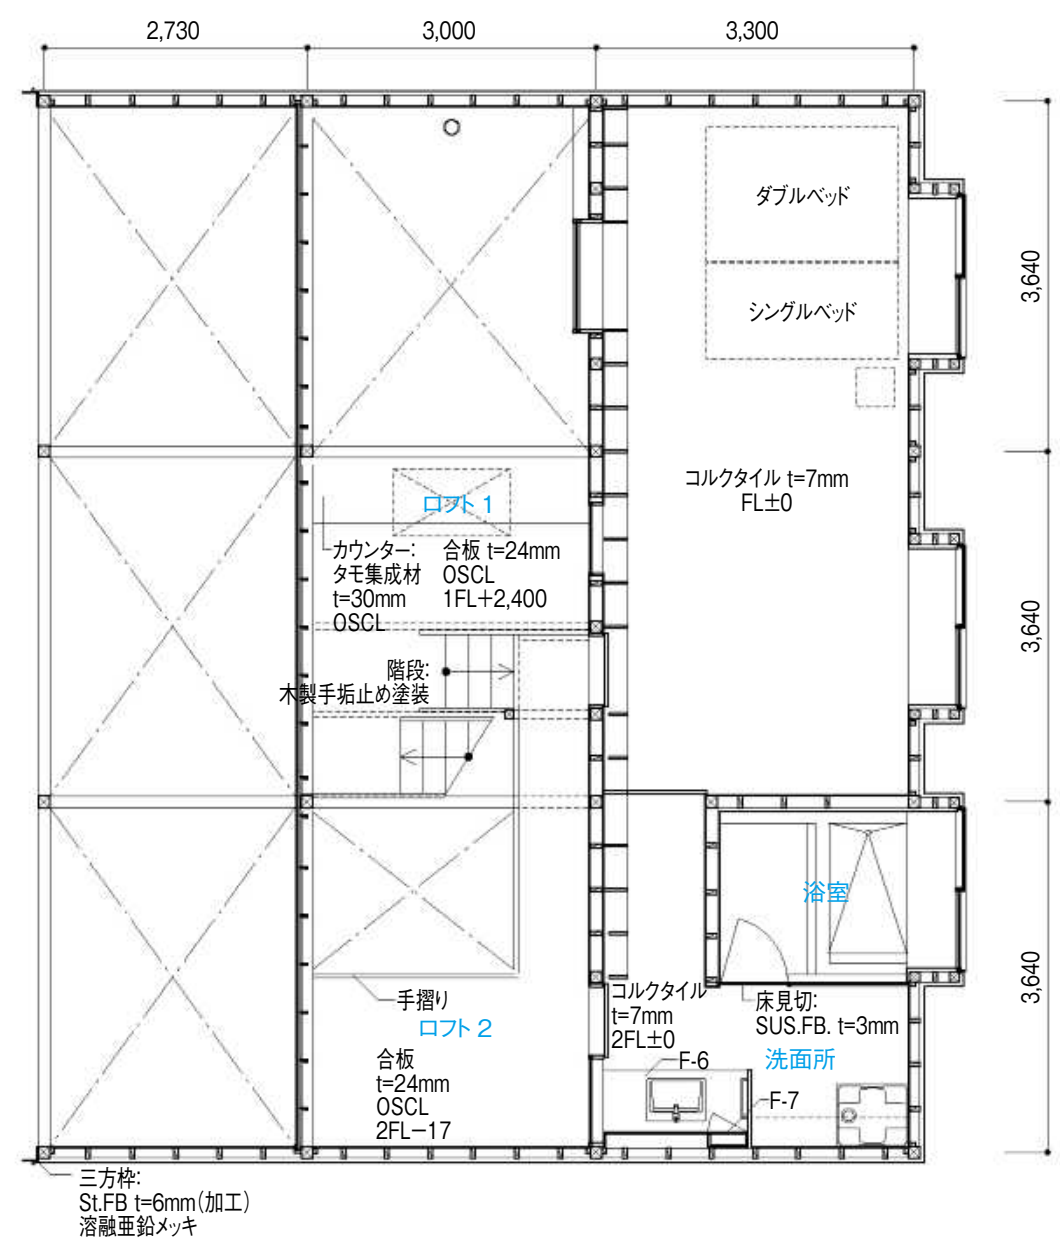 2,730
3,000
3,300
ダブルベッド
シングルベッド
3,640
コルクタイル t=7mm
FL±0
ロフト 1
カウンター:
タモ集成材
t=30mm
OSCL
合板 t=24mm
OSCL
1FL+2,400
3,640
階段:
木製手垢止め塗装
浴室
3,640
手摺り
ロフト 2
コルクタイル
t=7mm
2FL±0
床見切:
SUS.FB. t=3mm
洗面所
合板
t=24mm
OSCL
2FL−17
F-6
F-7
三方枠:
St.FB t=6mm(加工)
溶融亜鉛メッキ